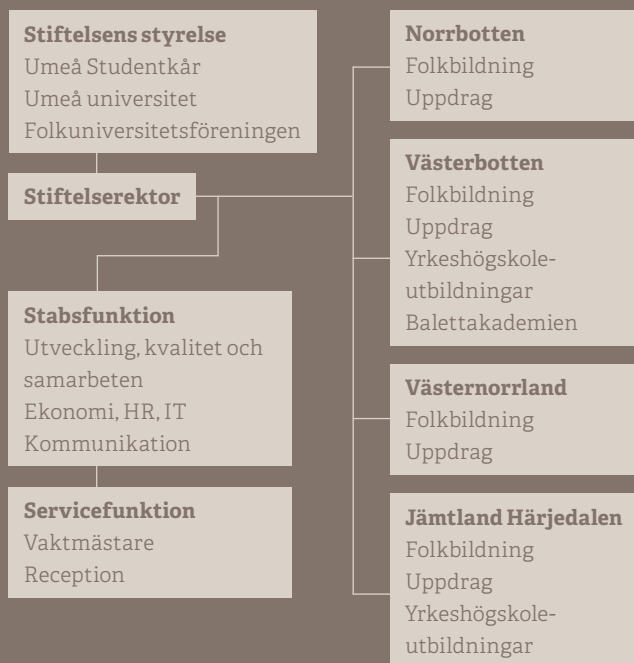 Stiftelsens styrelse
Umeå Studentkår
Umeå universitet
Folkuniversitetsföreningen
Stiftelserektor
Stabsfunktion
Utveckling, kvalitet och
samarbeten
Ekonomi, HR, IT
Kommunikation
Servicefunktion
Vaktmästare
Reception
Norrbotten
Folkbildning
Uppdrag
Västerbotten
Folkbildning
Uppdrag
Yrkeshögskole-
utbildningar
Balettakademien
Västernorrland
Folkbildning
Uppdrag
Jämtland Härjedalen
Folkbildning
Uppdrag
Yrkeshögskole-
utbildningar